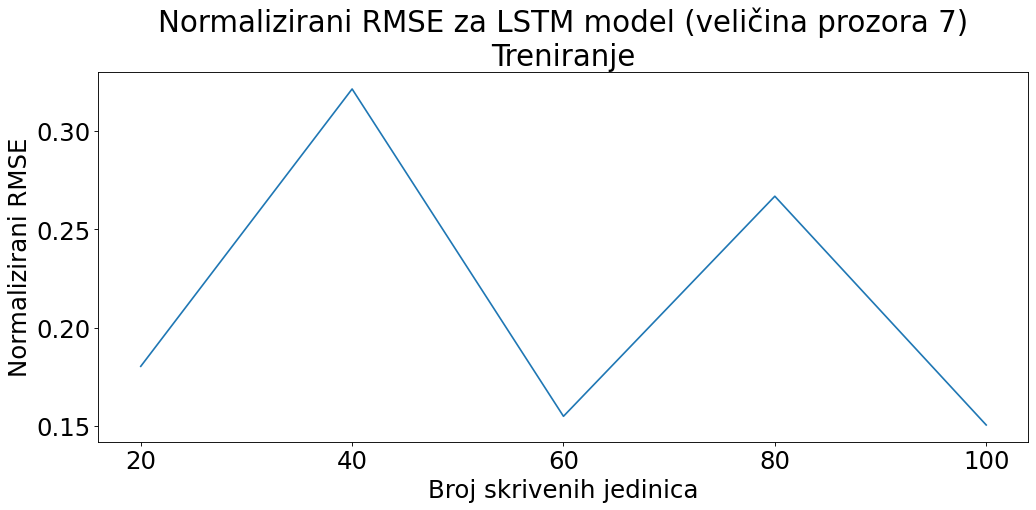 Normalizirani RMSE za LSTM model (veličina prozora 7)
Treniranje
Normalizirani RMSE
0.30
0.25
0.20
0.15
20 40 60 80 100
Broj skrivenih jedinica